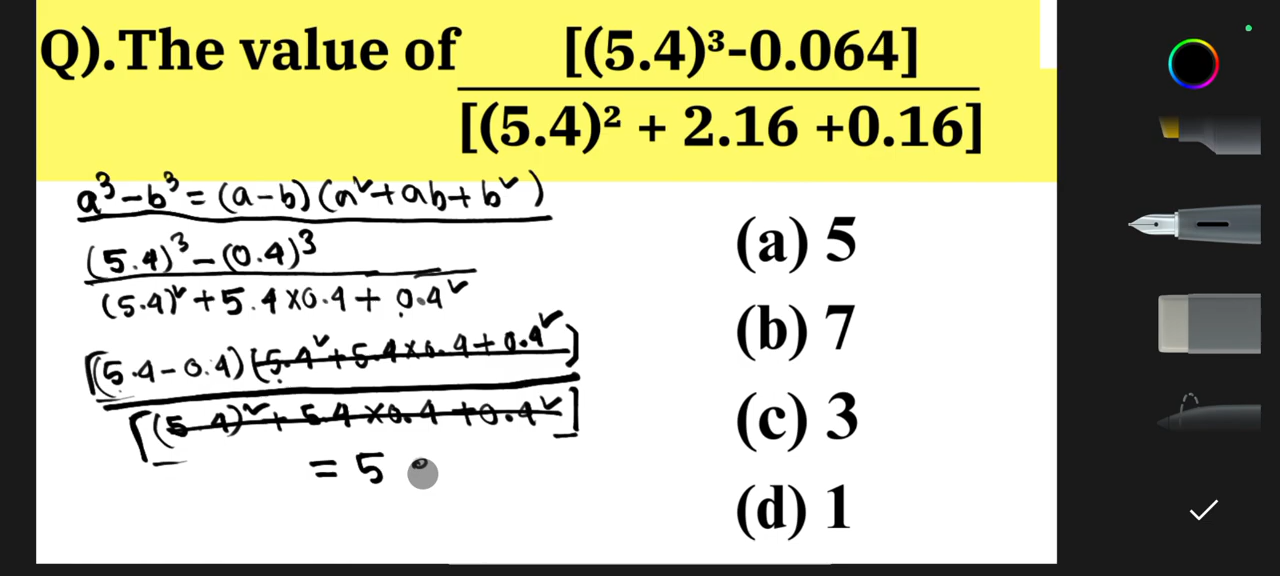 Q).The value of [(5.4)³-0.064]
[(5.4)² + 2.16 +0.16]
a³-b³ = (a-b) (a²+ab+b²)
(5.4)³-(0.4)³
(5.4)²+5.4×0.4+0.4²
[(5.4-0.4)(5.4²+5.4×0.4+0.4²]
[(5.4)²+5.4×0.4+0.4²]
= 5
(a) 5
(b) 7
(c) 3
(d) 1